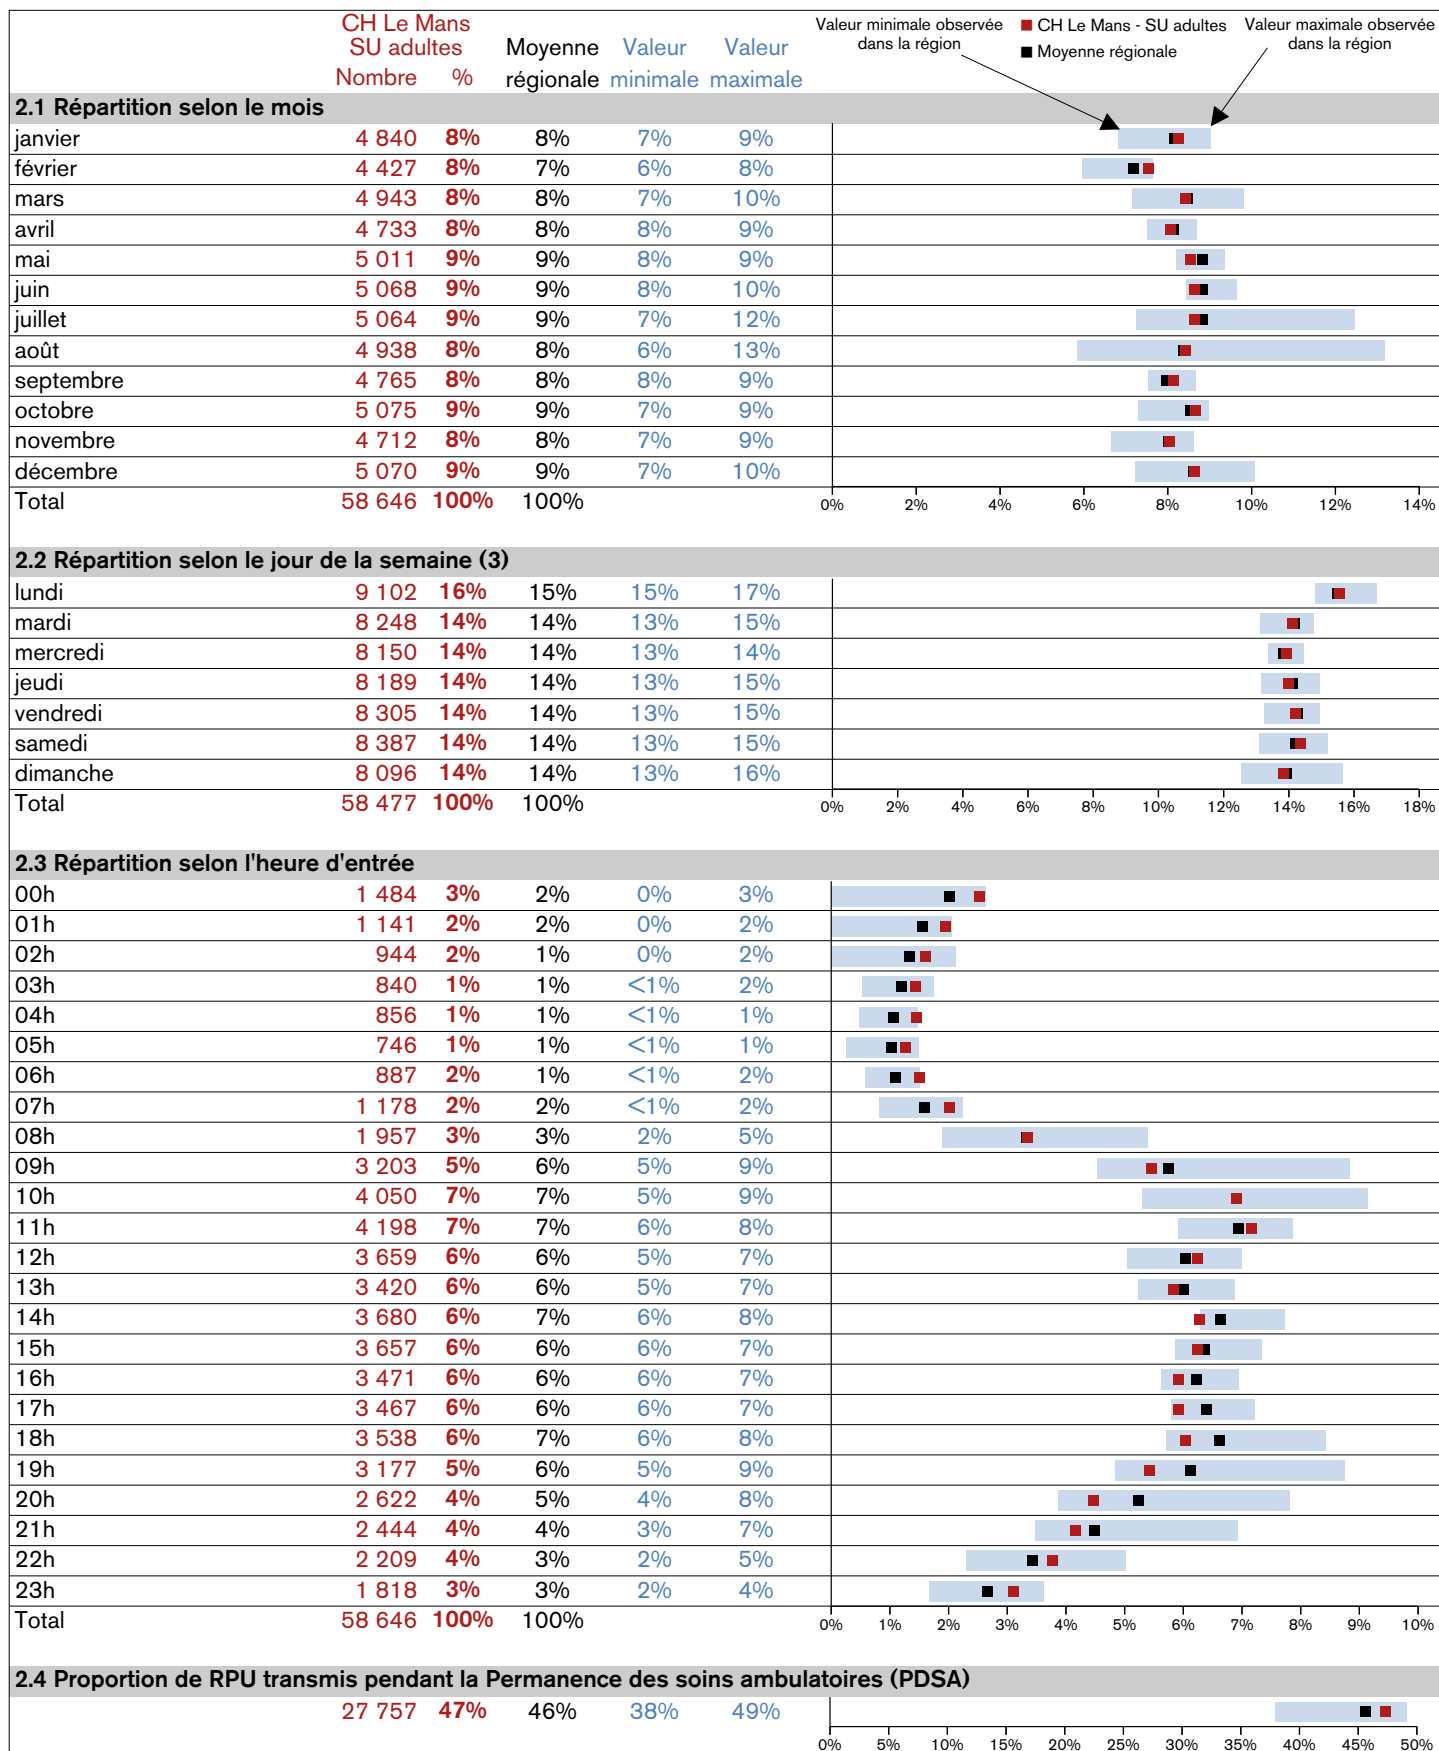 CH Le Mans
SU adultes Moyenne Valeur Valeur
Nombre % régionale minimale maximale
Valeur minimale observée
dans la région
CH Le Mans - SU adultes
Moyenne régionale
Valeur maximale observée
dans la région
2.1 Répartition selon le mois
janvier 4 840 8% 8% 7% 9%
février 4 427 8% 7% 6% 8%
mars 4 943 8% 8% 7% 10%
avril 4 733 8% 8% 8% 9%
mai 5 011 9% 9% 8% 9%
juin 5 068 9% 9% 8% 10%
juillet 5 064 9% 9% 7% 12%
août 4 938 8% 8% 6% 13%
septembre 4 765 8% 8% 8% 9%
octobre 5 075 9% 9% 7% 9%
novembre 4 712 8% 8% 7% 9%
décembre 5 070 9% 9% 7% 10%
Total 58 646 100% 100%
0% 2% 4% 6% 8% 10% 12% 14%
2.2 Répartition selon le jour de la semaine (3)
lundi 9 102 16% 15% 15% 17%
mardi 8 248 14% 14% 13% 15%
mercredi 8 150 14% 14% 13% 14%
jeudi 8 189 14% 14% 13% 15%
vendredi 8 305 14% 14% 13% 15%
samedi 8 387 14% 14% 13% 15%
dimanche 8 096 14% 14% 13% 16%
Total 58 477 100% 100%
0% 2% 4% 6% 8% 10% 12% 14% 16% 18%
2.3 Répartition selon l'heure d'entrée
00h 1 484 3% 2% 0% 3%
01h 1 141 2% 2% 0% 2%
02h 944 2% 1% 0% 2%
03h 840 1% 1% <1% 2%
04h 856 1% 1% <1% 1%
05h 746 1% 1% <1% 1%
06h 887 2% 1% <1% 2%
07h 1 178 2% 2% <1% 2%
08h 1 957 3% 3% 2% 5%
09h 3 203 5% 6% 5% 9%
10h 4 050 7% 7% 5% 9%
11h 4 198 7% 7% 6% 8%
12h 3 659 6% 6% 5% 7%
13h 3 420 6% 6% 5% 7%
14h 3 680 6% 7% 6% 8%
15h 3 657 6% 6% 6% 7%
16h 3 471 6% 6% 6% 7%
17h 3 467 6% 6% 6% 7%
18h 3 538 6% 7% 6% 8%
19h 3 177 5% 6% 5% 9%
20h 2 622 4% 5% 4% 8%
21h 2 444 4% 4% 3% 7%
22h 2 209 4% 3% 2% 5%
23h 1 818 3% 3% 2% 4%
Total 58 646 100% 100%
0% 1% 2% 3% 4% 5% 6% 7% 8% 9% 10%
2.4 Proportion de RPU transmis pendant la Permanence des soins ambulatoires (PDSA)
27 757 47% 46% 38% 49%
0% 5% 10% 15% 20% 25% 30% 35% 40% 45% 50%